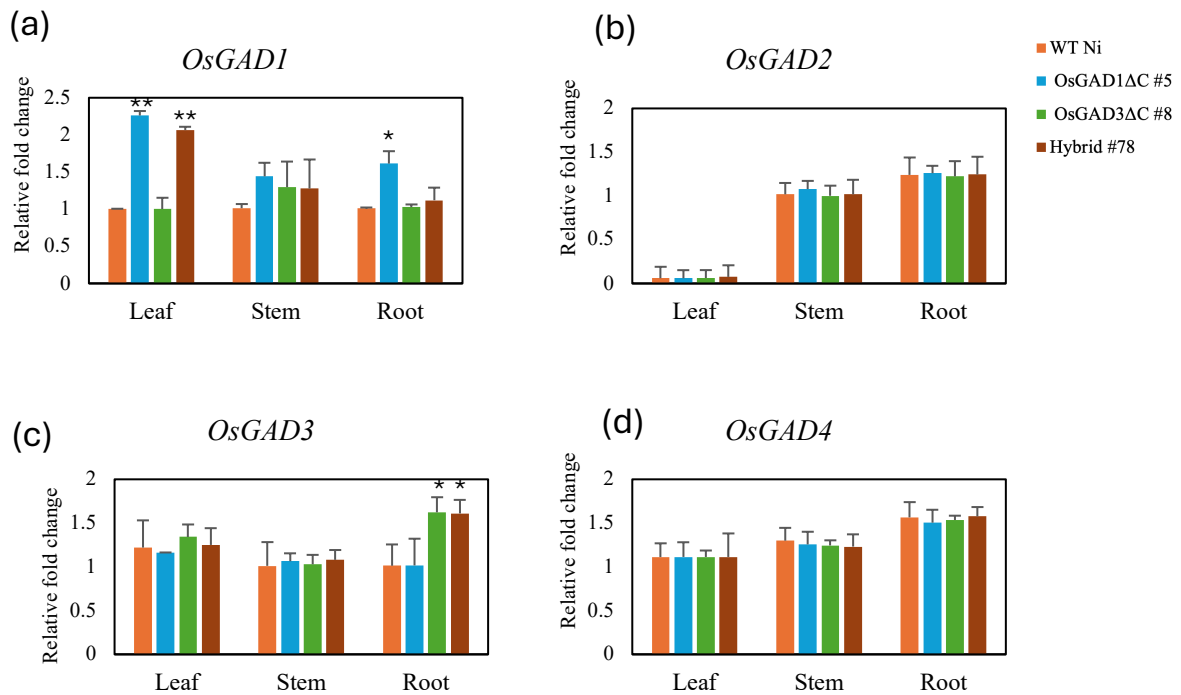 (a)
OsGAD1
Relative fold change
2.5
2
1.5
1
0.5
0
** ** *
Leaf Stem Root
(b)
OsGAD2
Relative fold change
2
1.5
1
0.5
0
Leaf Stem Root
WT Ni
OsGAD1ΔC #5
OsGAD3ΔC #8
Hybrid #78
(c)
OsGAD3
Relative fold change
2
1.5
1
0.5
0
* *
Leaf Stem Root
(d)
OsGAD4
Relative fold change
2
1.5
1
0.5
0
Leaf Stem Root